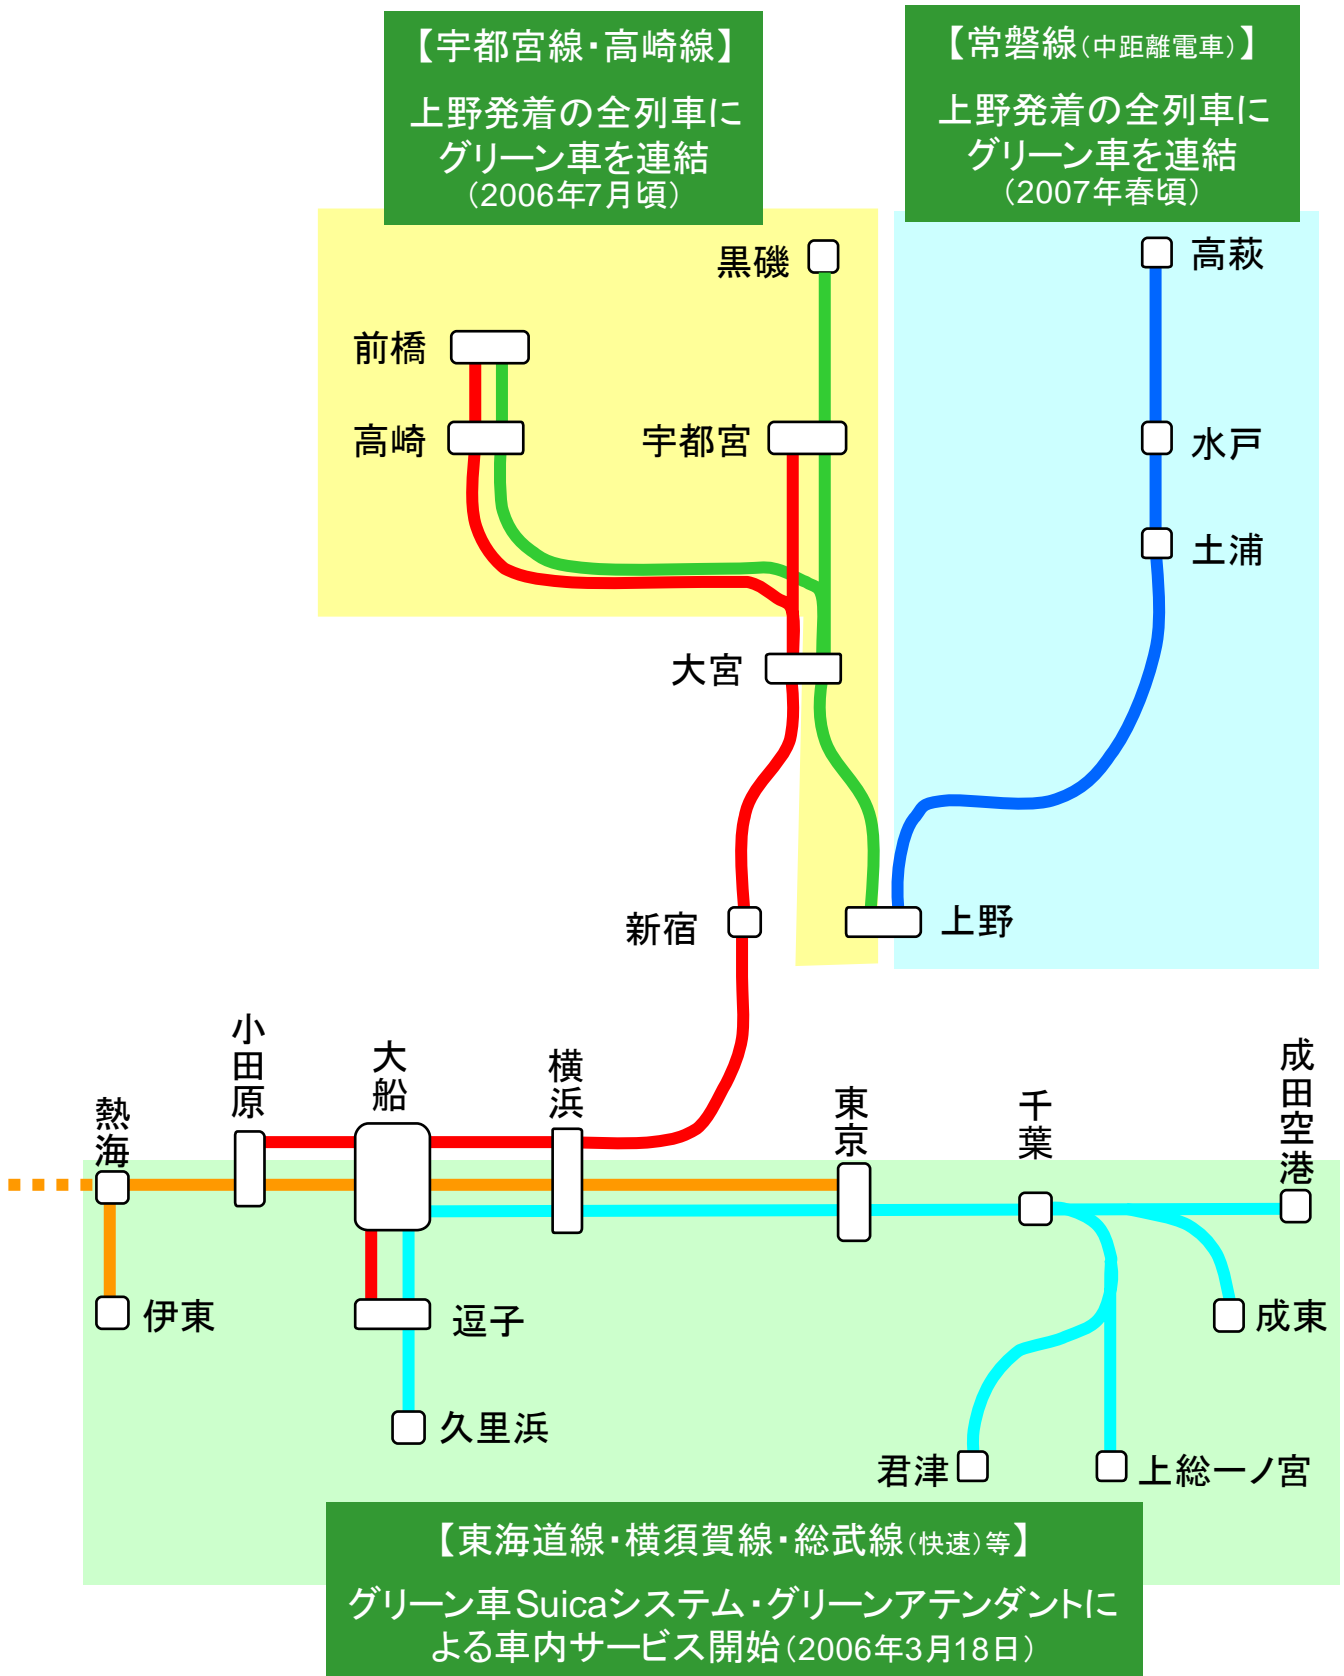 【宇都宮線・高崎線】
上野発着の全列車に
グリーン車を連結
（2006年7月頃）
【常磐線（中距離電車）】
上野発着の全列車に
グリーン車を連結
（2007年春頃）
黒磯
高萩
前橋
高崎
宇都宮
水戸
土浦
大宮
新宿
上野
小田原
大船
横浜
熱海
東京
千葉
成田空港
伊東
逗子
成東
久里浜
君津
上総一ノ宮
【東海道線・横須賀線・総武線（快速）等】
グリーン車Suicaシステム・グリーンアテンダントに
よる車内サービス開始（2006年3月18日）